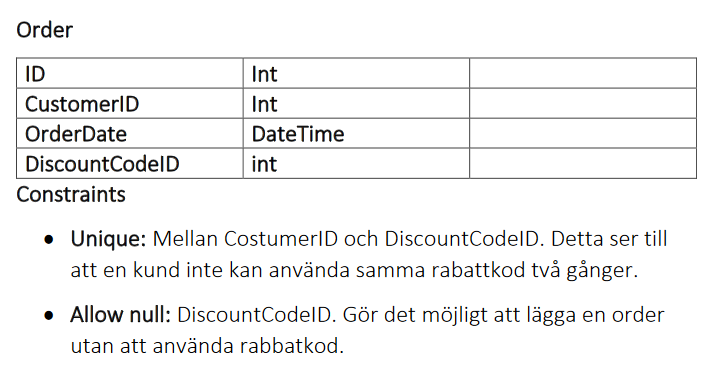 Order
ID Int
CustomerID Int
OrderDate DateTime
DiscountCodeID int
Constraints
• Unique: Mellan CostumerID och DiscountCodeID. Detta ser till
att en kund inte kan använda samma rabattkod två gånger.
• Allow null: DiscountCodeID. Gör det möjligt att lägga en order
utan att använda rabbatkod.